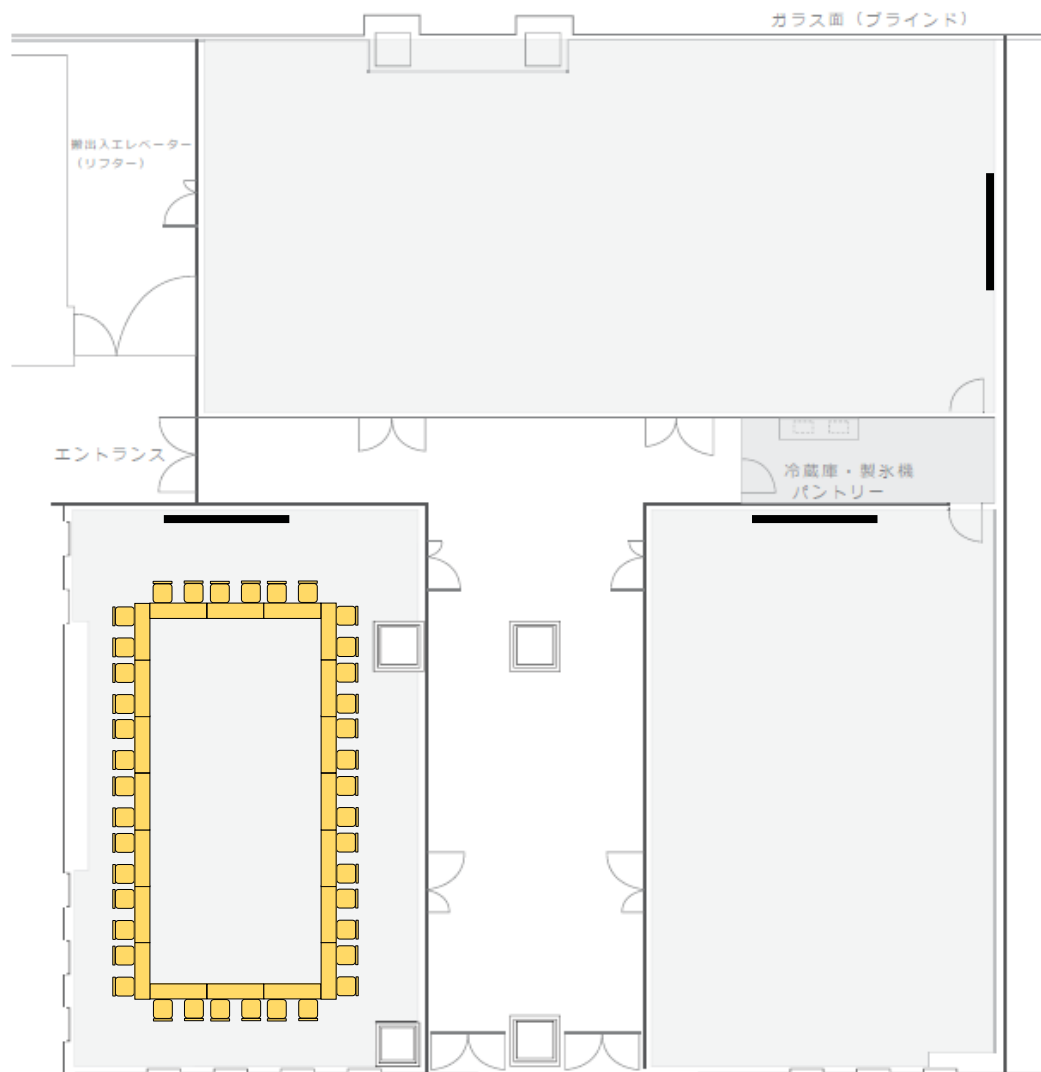 ガラス面（ブラインド）
搬出入エレベーター
（リフター）
エントランス
冷蔵庫・製氷機
パントリー